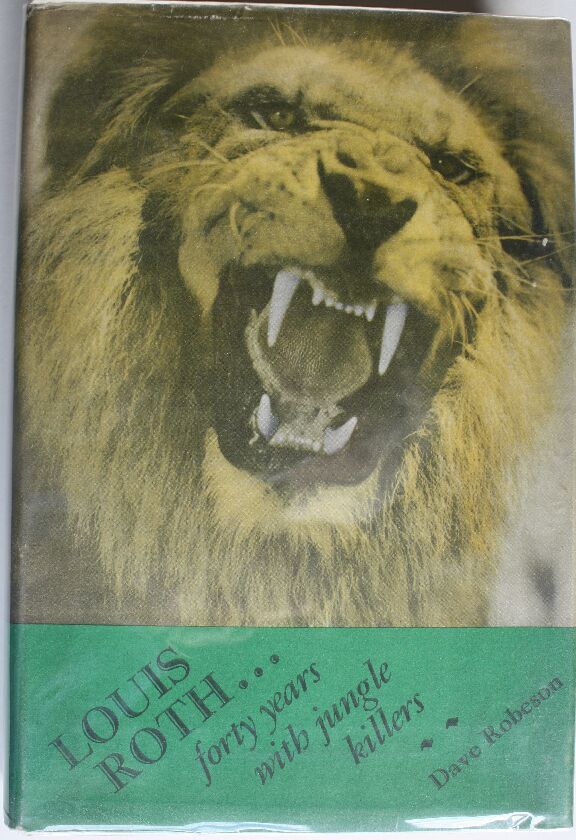 LOUIS
ROTH...
forty years
with jungle
killers
Dave Robeson